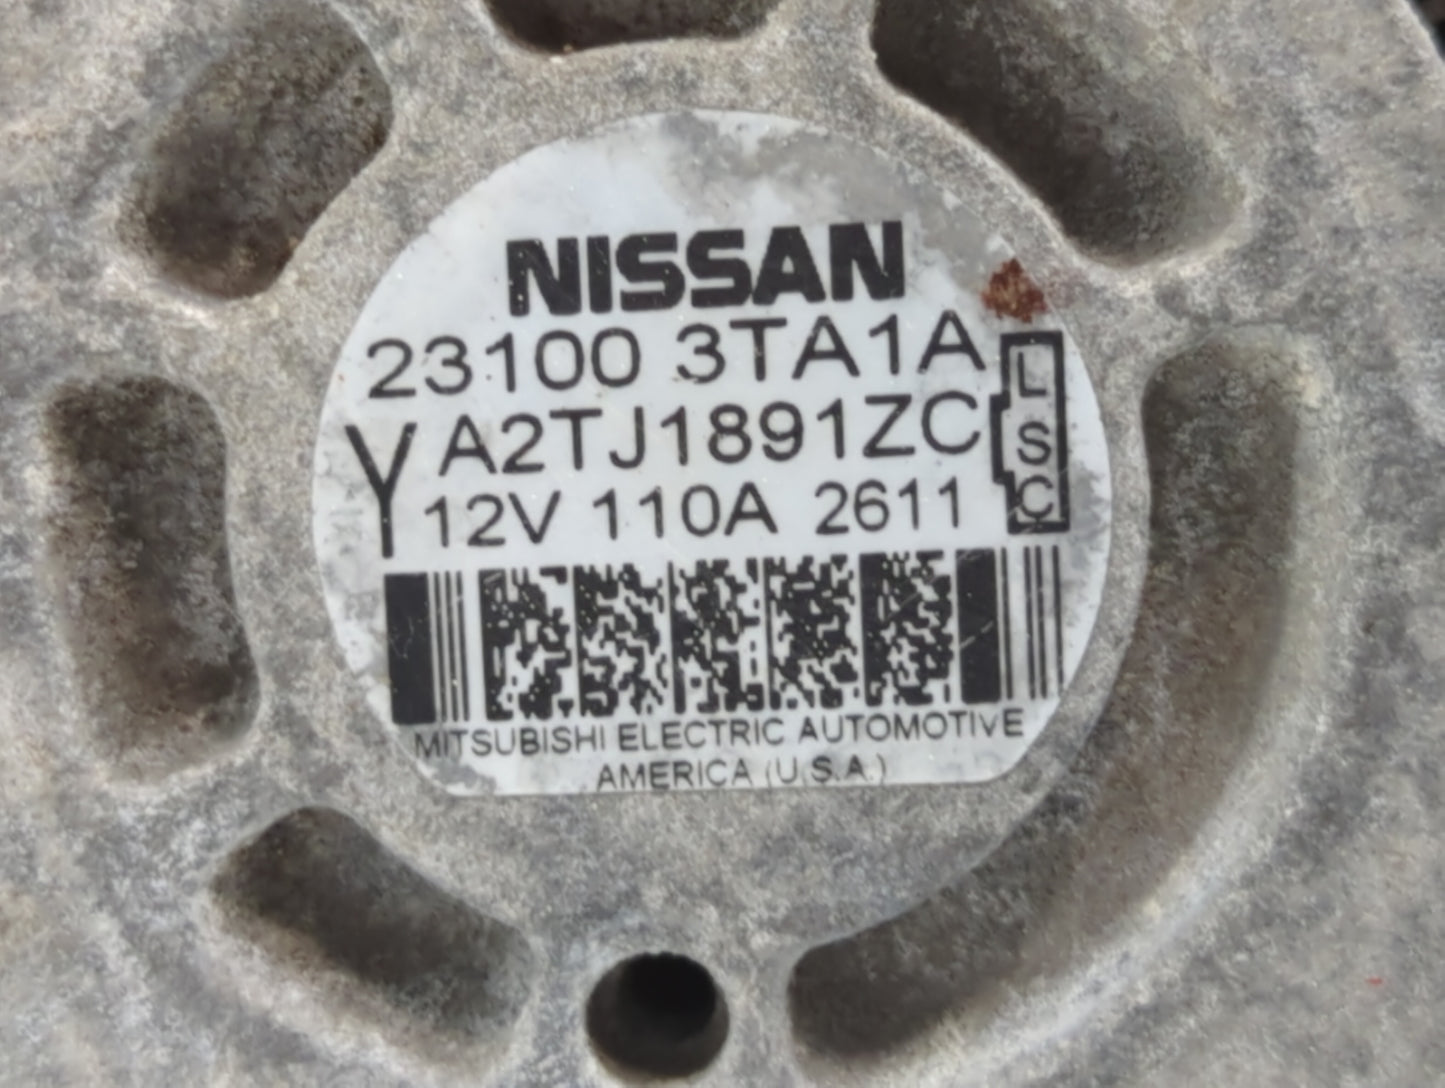 NISSAN
23100 3TA1A
Y A2TJ1891ZC
12V 110A 2611
L
S
C
MITSUBISHI ELECTRIC AUTOMOTIVE
AMERICA (U.S.A.)